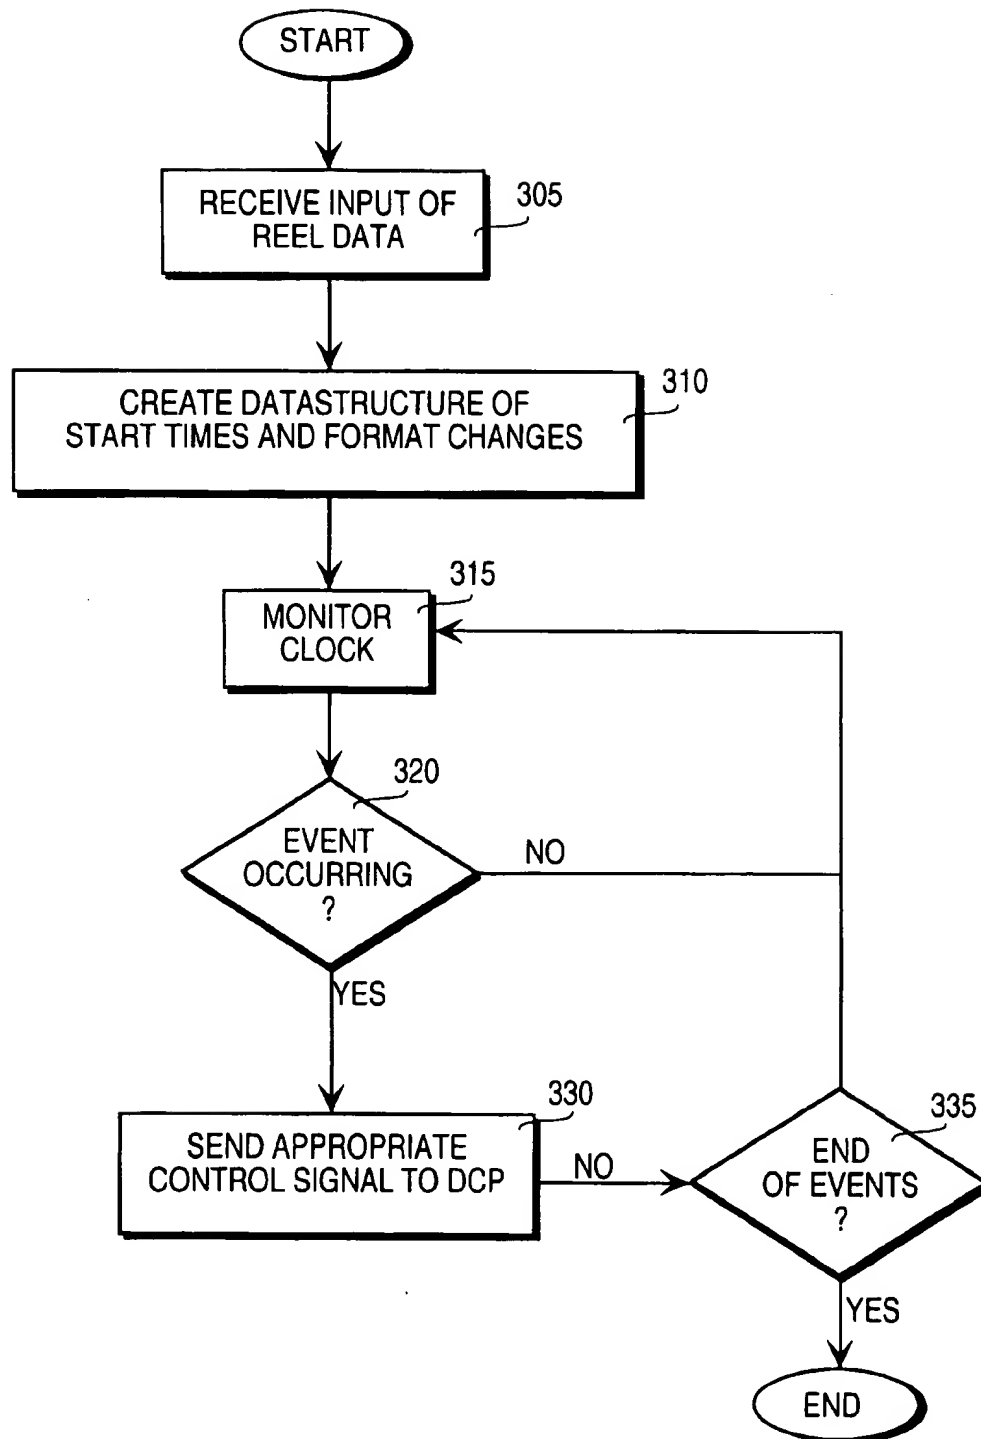 START
RECEIVE INPUT OF
REEL DATA
305
CREATE DATASTRUCTURE OF
START TIMES AND FORMAT CHANGES
310
MONITOR
CLOCK
315
EVENT
OCCURRING
?
320
NO
YES
SEND APPROPRIATE
CONTROL SIGNAL TO DCP
330
NO
END
OF EVENTS
?
335
YES
END